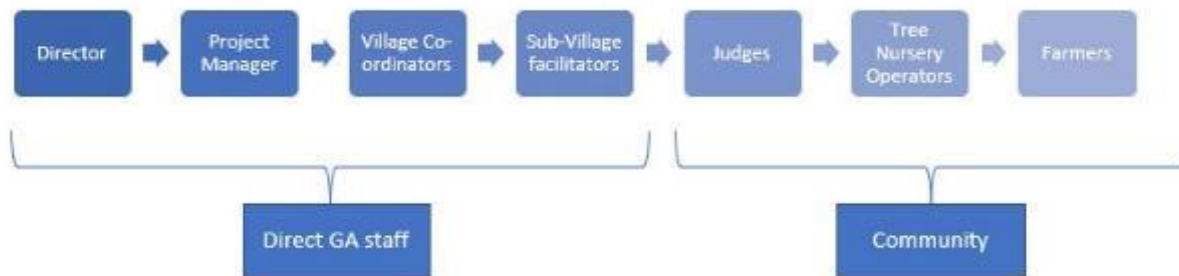 Director
Project
Manager
Village Co-
ordinators
Sub-Village
facilitators
Judges
Tree
Nursery
Operators
Farmers
Direct GA staff
Community